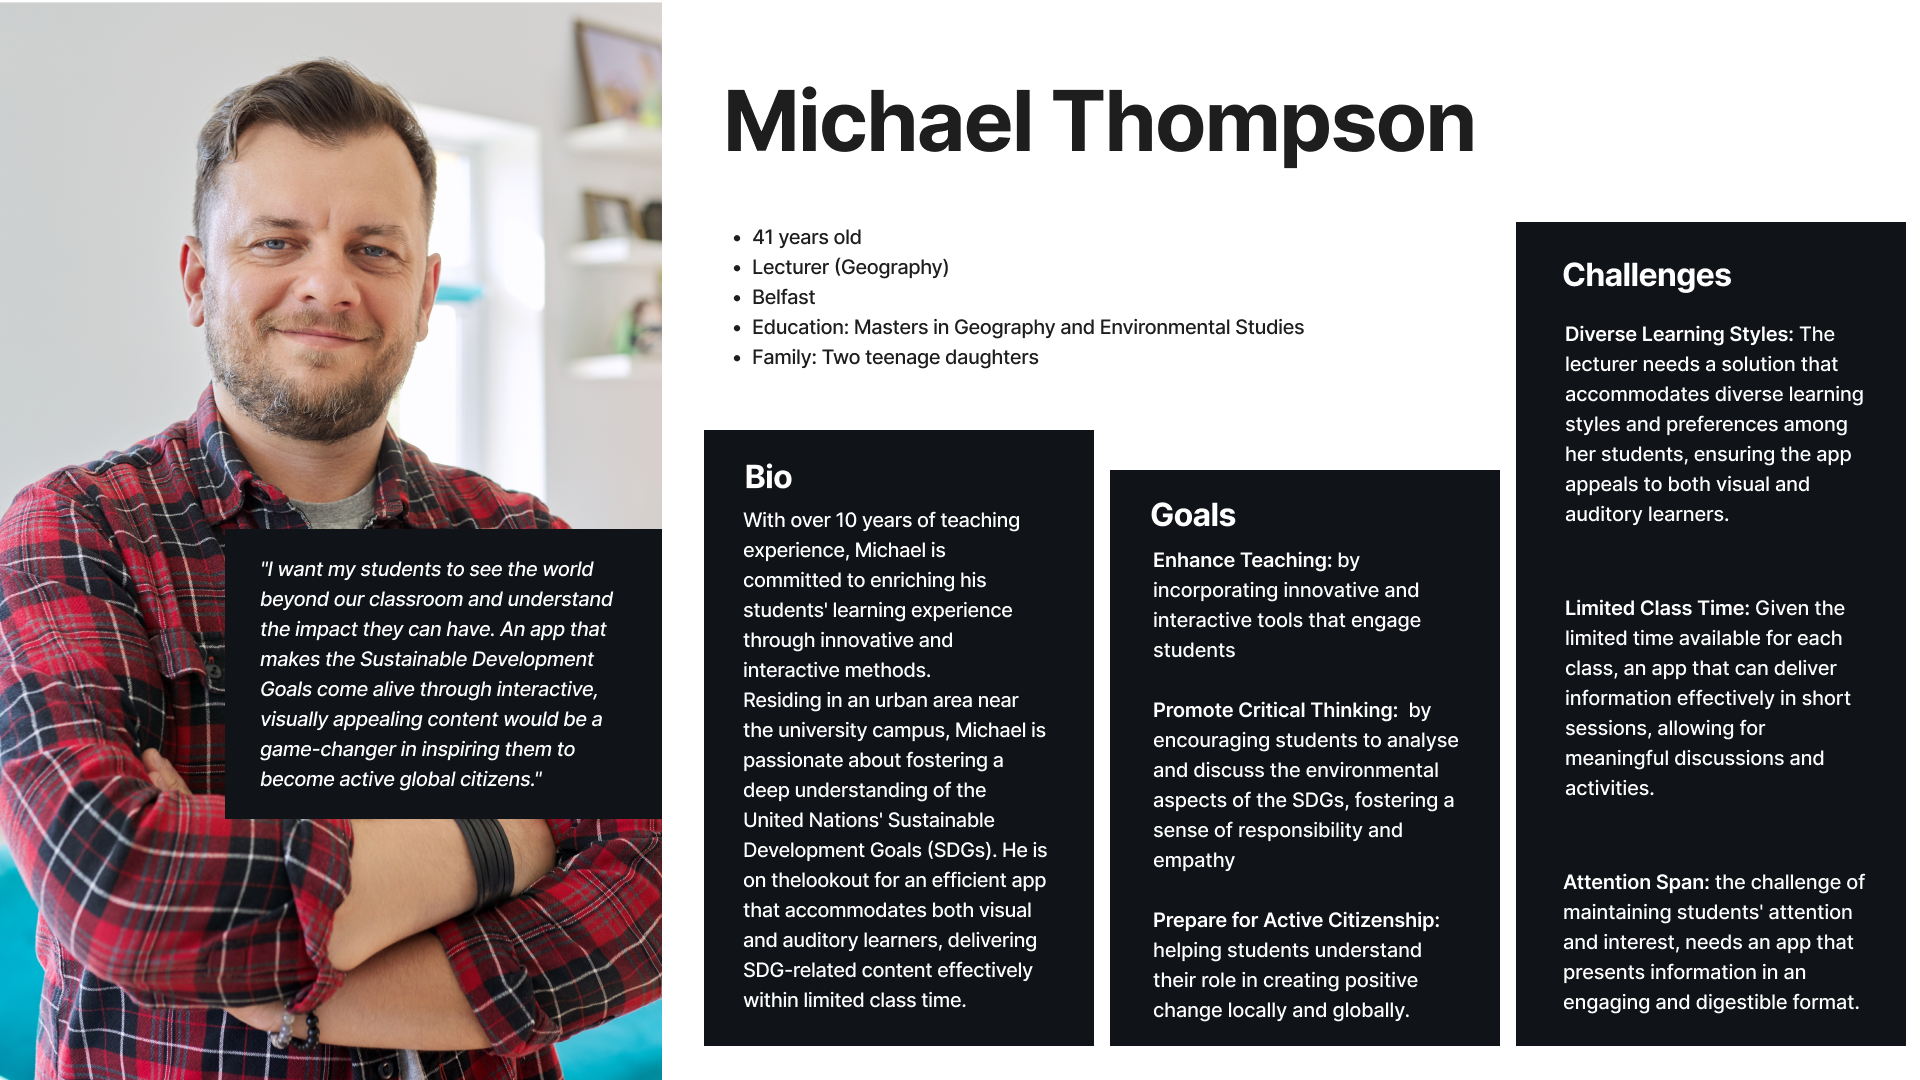 Michael Thompson
• 41 years old
• Lecturer (Geography)
• Belfast
• Education: Masters in Geography and Environmental Studies
• Family: Two teenage daughters
"I want my students to see the world
beyond our classroom and understand
the impact they can have. An app that
makes the Sustainable Development
Goals come alive through interactive,
visually appealing content would be a
game-changer in inspiring them to
become active global citizens."
Bio
With over 10 years of teaching
experience, Michael is
committed to enriching his
students' learning experience
through innovative and
interactive methods.
Residing in an urban area near
the university campus, Michael is
passionate about fostering a
deep understanding of the
United Nations' Sustainable
Development Goals (SDGs). He is
on thelookout for an efficient app
that accommodates both visual
and auditory learners, delivering
SDG-related content effectively
within limited class time.
Goals
Enhance Teaching: by
incorporating innovative and
interactive tools that engage
students
Promote Critical Thinking:  by
encouraging students to analyse
and discuss the environmental
aspects of the SDGs, fostering a
sense of responsibility and
empathy
Prepare for Active Citizenship:
helping students understand
their role in creating positive
change locally and globally.
Challenges
Diverse Learning Styles: The
lecturer needs a solution that
accommodates diverse learning
styles and preferences among
her students, ensuring the app
appeals to both visual and
auditory learners.
Limited Class Time: Given the
limited time available for each
class, an app that can deliver
information effectively in short
sessions, allowing for
meaningful discussions and
activities.
Attention Span: the challenge of
maintaining students' attention
and interest, needs an app that
presents information in an
engaging and digestible format.